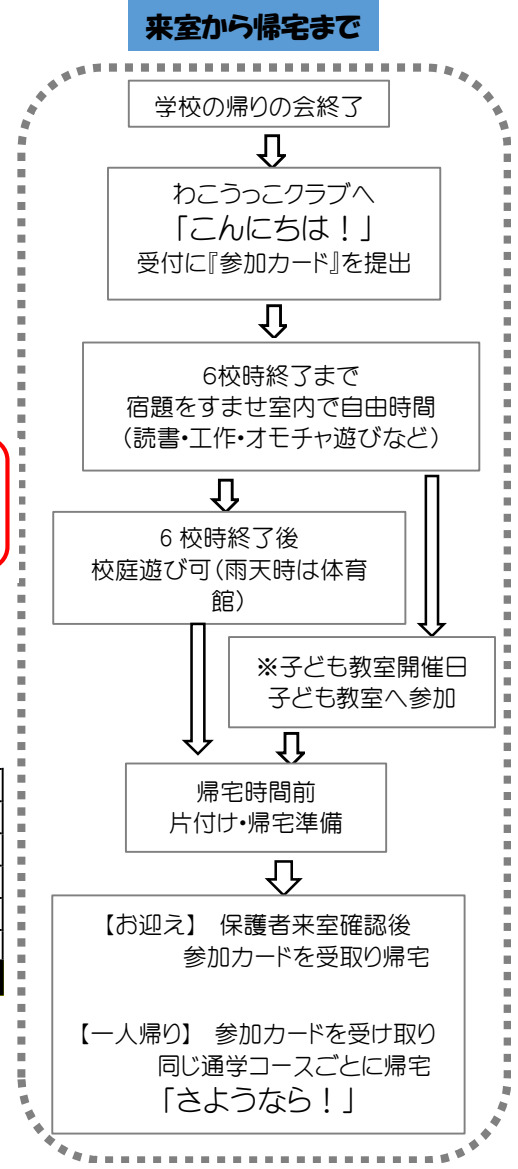 来室から帰宅まで
学校の帰りの会終了
わこうっこクラブへ
「こんにちは！」
受付に『参加カード』を提出
6校時終了まで
宿題をすませ室内で自由時間
（読書・工作・オモチャ遊びなど）
6 校時終了後
校庭遊び可（雨天時は体育
館）
※子ども教室開催日
子ども教室へ参加
帰宅時間前
片付け・帰宅準備
【お迎え】 保護者来室確認後
参加カードを受取り帰宅
【一人帰り】 参加カードを受け取り
同じ通学コースごとに帰宅
「さようなら！」